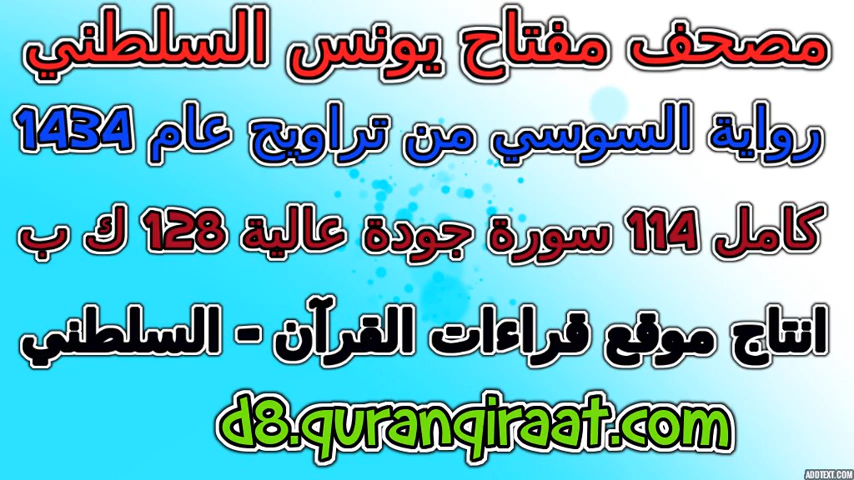 مصحف مفتاح يونس السلطني
رواية السوسي من تراويح عام 1434
كامل 114 سورة جودة عالية 128 ك ب
انتاج موقع قراءات القرآن - السلطني
d8.quranqiraat.com
ADDTEXT.COM